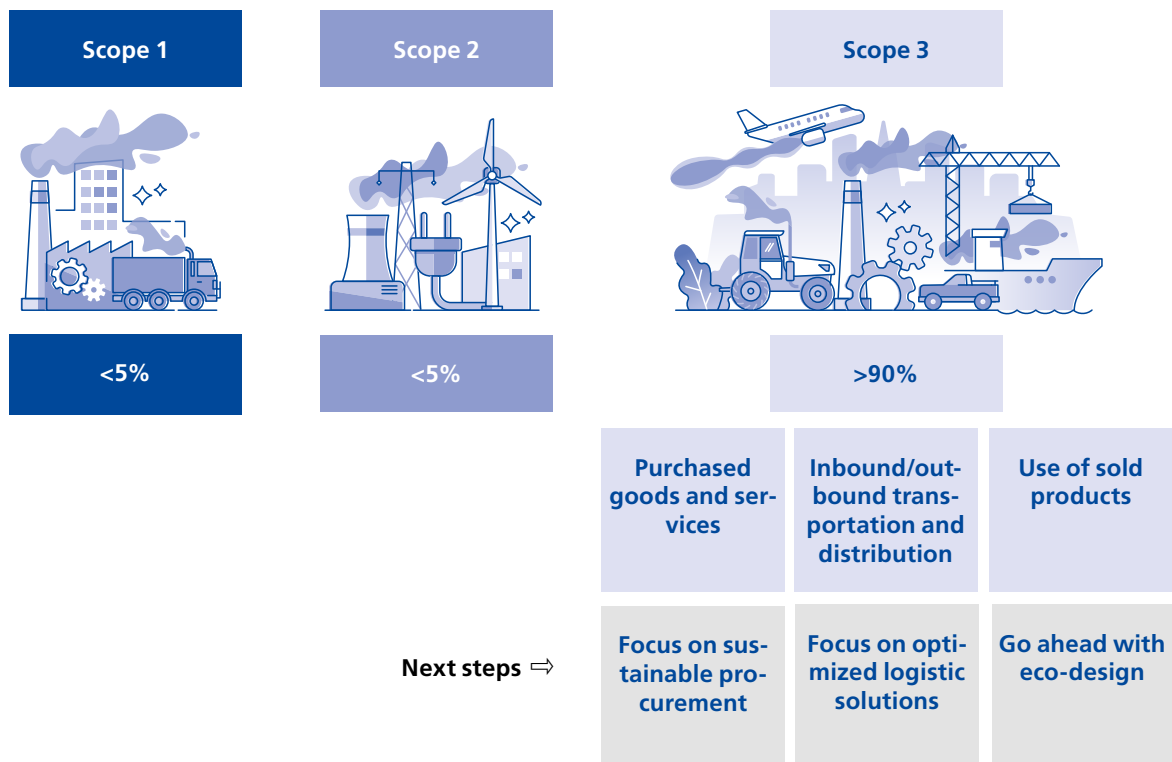 Scope 1
Scope 2
Scope 3
<5%
<5%
>90%
Purchased
goods and ser-
vices
Inbound/out-
bound trans-
portation and
distribution
Use of sold
products
Next steps ⇨
Focus on sus-
tainable pro-
curement
Focus on opti-
mized logistic
solutions
Go ahead with
eco-design